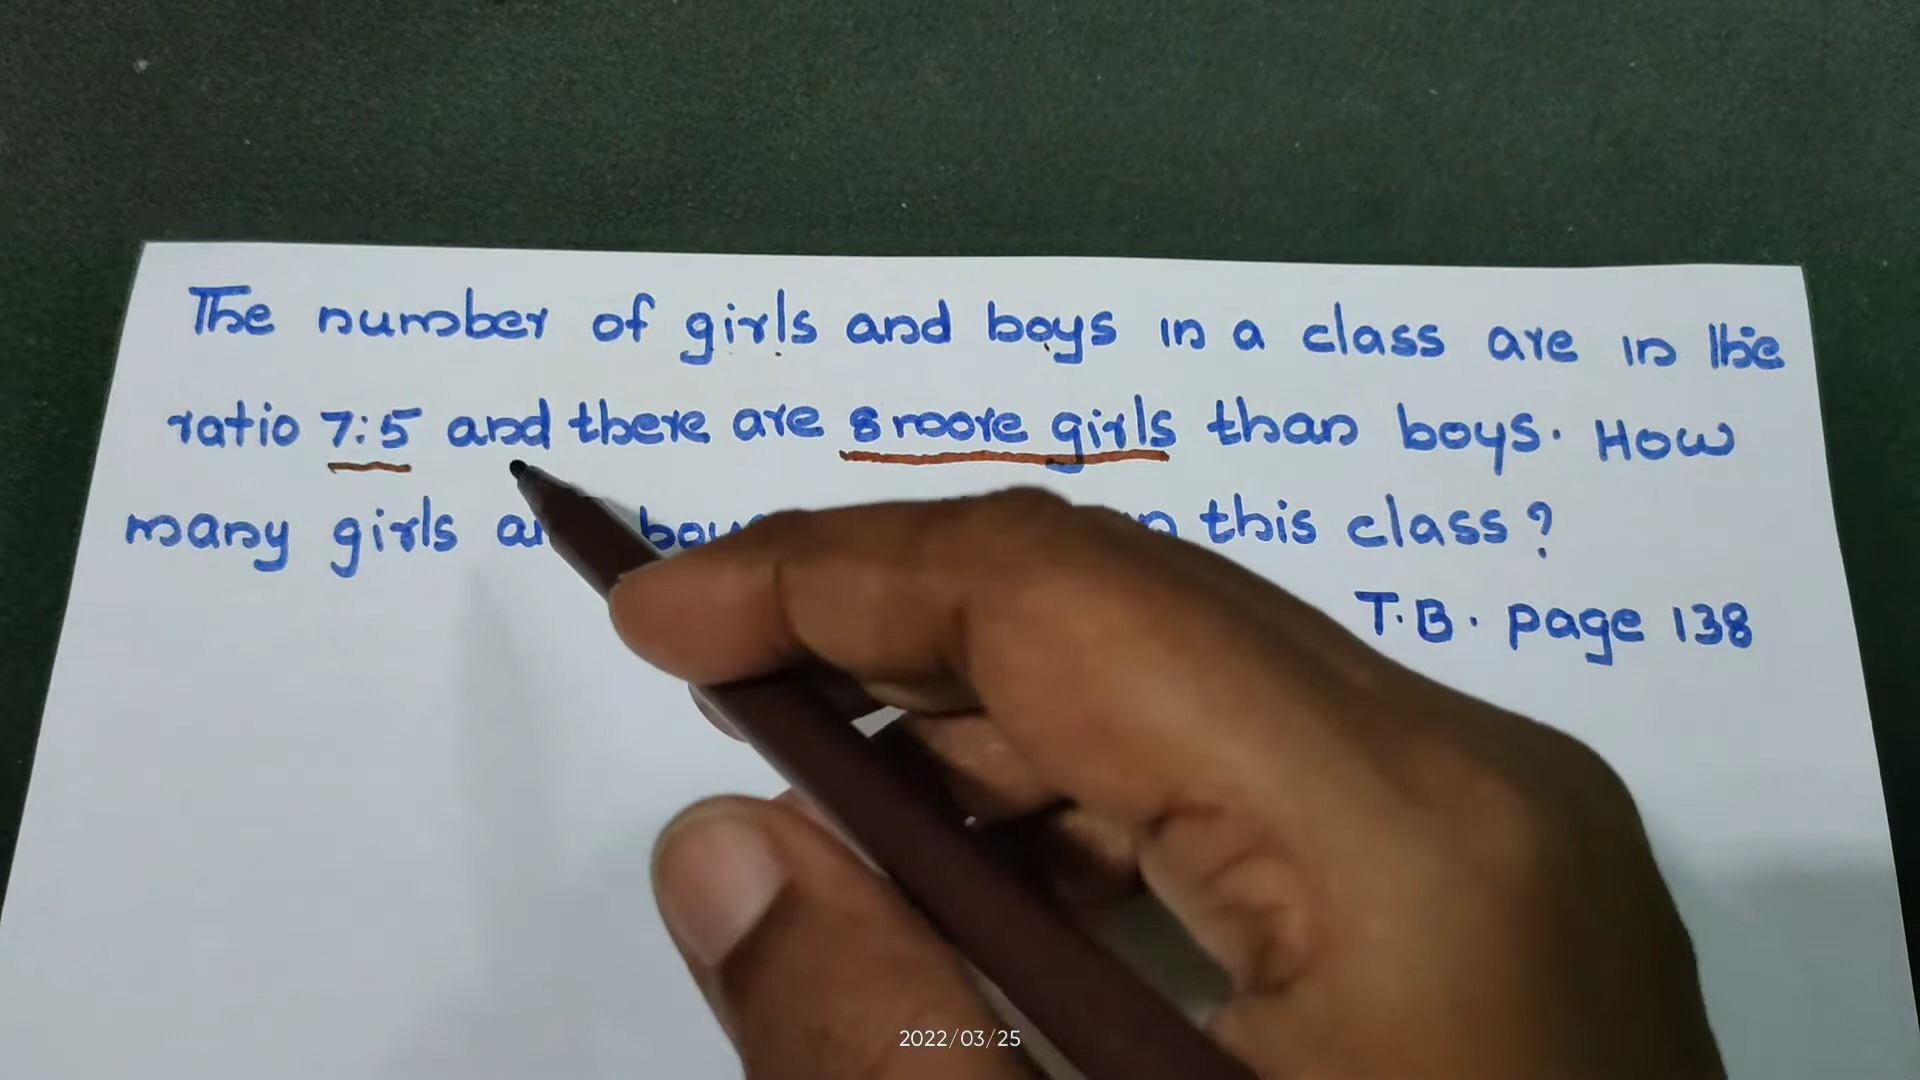 The number of girls and boys in a class are in the
ratio 7:5 and there are 8 more girls than boys. How
many girls this class?
T.B. page 138
2022/03/25